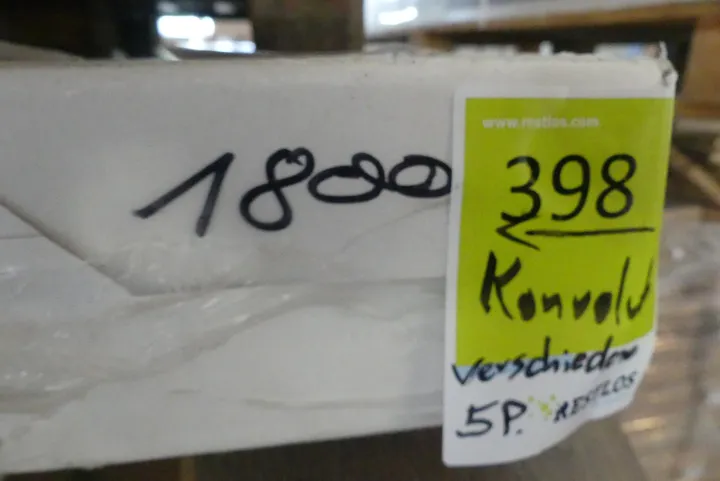 1800
www.restlos.com
398
Konvolut
verschieden
5P. RESTLOS